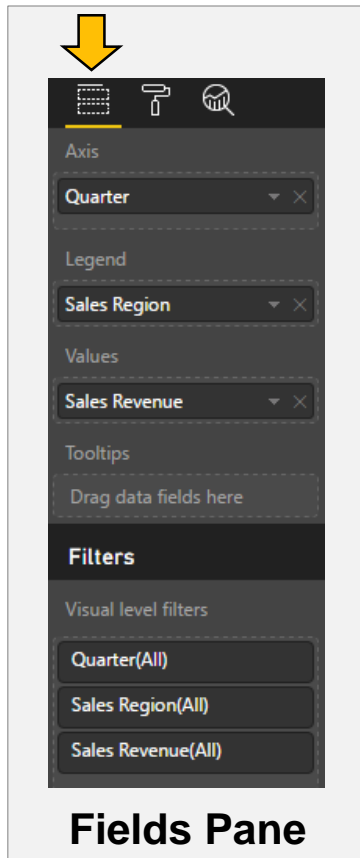 Axis
Quarter
Legend
Sales Region
Values
Sales Revenue
Tooltips
Drag data fields here
Filters
Visual level filters
Quarter(All)
Sales Region(All)
Sales Revenue(All)
Fields Pane